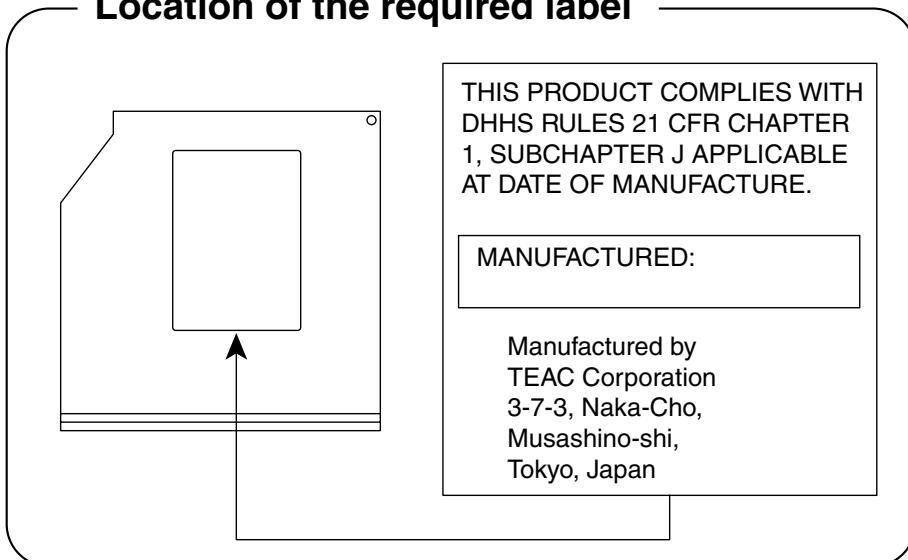 Location of the required label
THIS PRODUCT COMPLIES WITH
DHHS RULES 21 CFR CHAPTER
1, SUBCHAPTER J APPLICABLE
AT DATE OF MANUFACTURE.
MANUFACTURED:
Manufactured by
TEAC Corporation
3-7-3, Naka-Cho,
Musashino-shi,
Tokyo, Japan